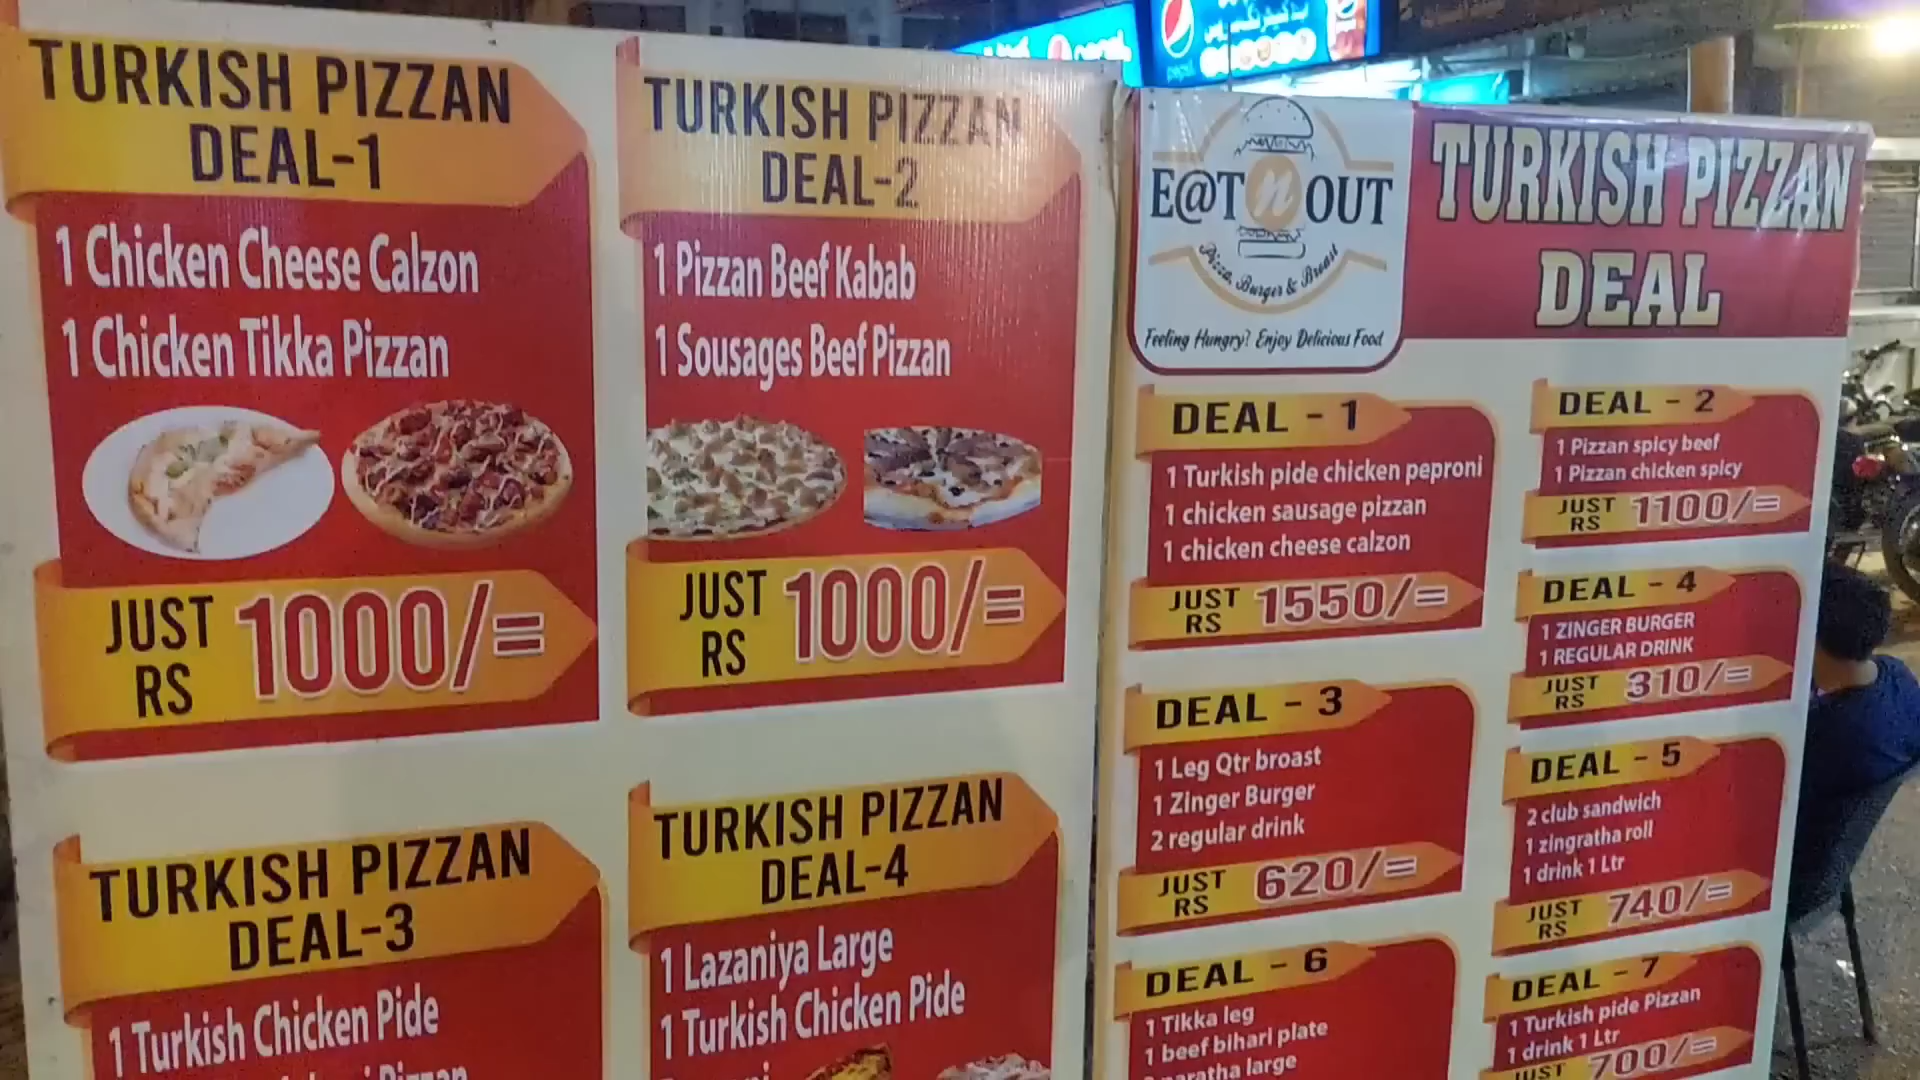 TURKISH PIZZAN
DEAL-1
1 Chicken Cheese Calzon
1 Chicken Tikka Pizzan
JUST
RS
1000/=
TURKISH PIZZAN
DEAL-2
1 Pizzan Beef Kabab
1 Sousages Beef Pizzan
JUST
RS
1000/=
TURKISH PIZZAN
DEAL-3
1 Turkish Chicken Pide
Pizzan
TURKISH PIZZAN
DEAL-4
1 Lazaniya Large
1 Turkish Chicken Pide
pepsi
E@T n OUT
Pizza, Burger & Broast
Feeling Hungry? Enjoy Delicious Food
TURKISH PIZZAN
DEAL
DEAL - 1
1 Turkish pide chicken peproni
1 chicken sausage pizzan
1 chicken cheese calzon
JUST
RS
1550/=
DEAL - 2
1 Pizzan spicy beef
1 Pizzan chicken spicy
JUST
RS
1100/=
DEAL - 3
1 Leg Qtr broast
1 Zinger Burger
2 regular drink
JUST
RS
620/=
DEAL - 4
1 ZINGER BURGER
1 REGULAR DRINK
JUST
RS
310/=
DEAL - 5
2 club sandwich
1 zingratha roll
1 drink 1 Ltr
JUST
RS
740/=
DEAL - 6
1 Tikka leg
1 beef bihari plate
paratha large
DEAL - 7
1 Turkish pide Pizzan
1 drink 1 Ltr
JUST
700/=